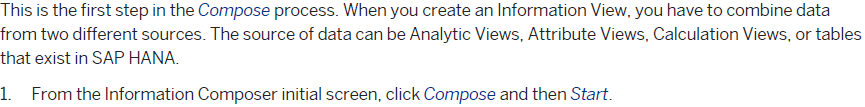 This is the first step in the Compose process. When you create an Information View, you have to combine data
from two different sources. The source of data can be Analytic Views, Attribute Views, Calculation Views, or tables
that exist in SAP HANA.
1. From the Information Composer initial screen, click Compose and then Start.